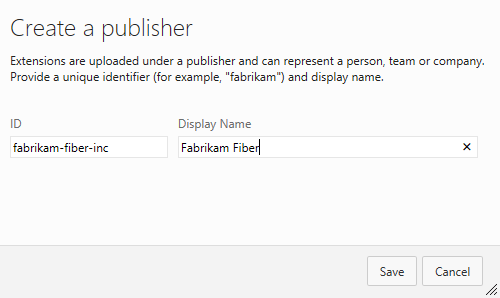 Create a publisher
Extensions are uploaded under a publisher and can represent a person, team or company.
Provide a unique identifier (for example, "fabrikam") and display name.
ID Display Name
fabrikam-fiber-inc Fabrikam Fiber ×
Save Cancel